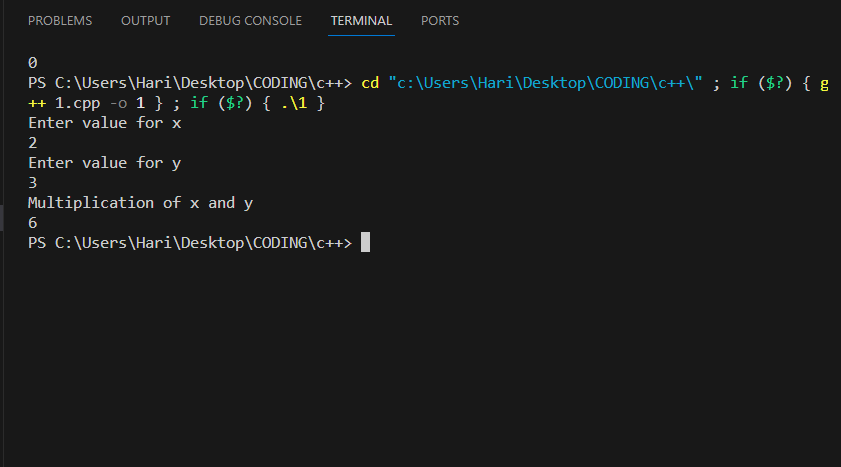 PROBLEMS OUTPUT DEBUG CONSOLE TERMINAL PORTS
0
PS C:\Users\Hari\Desktop\CODING\c++> cd "c:\Users\Hari\Desktop\CODING\c++\" ; if ($?) { g
++ 1.cpp -o 1 } ; if ($?) { .\1 }
Enter value for x
2
Enter value for y
3
Multiplication of x and y
6
PS C:\Users\Hari\Desktop\CODING\c++>